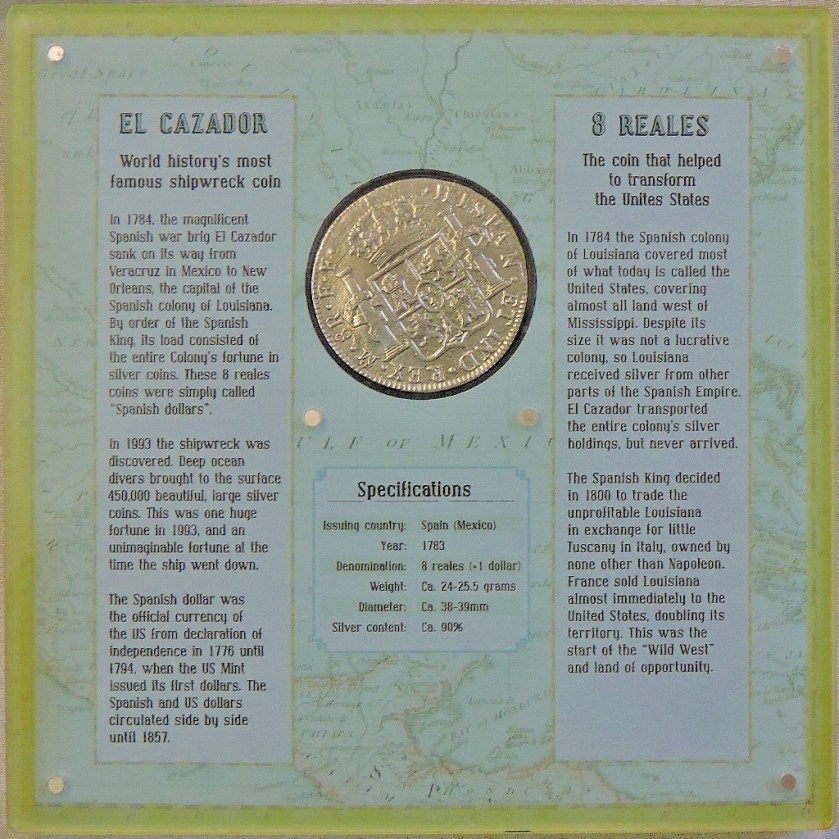 EL CAZADOR
World history's most
famous shipwreck coin
In 1784, the magnificent
Spanish war brig El Cazador
sank on its way from
Veracruz in Mexico to New
Orleans, the capital of the
Spanish colony of Louisiana.
By order of the Spanish
King, its load consisted of
the entire Colony's fortune in
silver coins. These 8 reales
coins were simply called
"Spanish dollars".
In 1993 the shipwreck was
discovered. Deep ocean
divers brought to the surface
450,000 beautiful, large silver
coins. This was one huge
fortune in 1993, and an
unimaginable fortune at the
time the ship went down.
The Spanish dollar was
the official currency of
the US from declaration of
independence in 1776 until
1794, when the US Mint
issued its first dollars. The
Spanish and US dollars
circulated side by side
until 1857.
· HISPAN · ET IND · REX · M · 8R · F · F ·
GULF OF MEXI
Specifications
Issuing country: Spain (Mexico)
Year: 1783
Denomination: 8 reales (=1 dollar)
Weight: Ca. 24-25.5 grams
Diameter: Ca. 38-39mm
Silver content: Ca. 90%
8 REALES
The coin that helped
to transform
the Unites States
In 1784 the Spanish colony
of Louisiana covered most
of what today is called the
United States, covering
almost all land west of
Mississippi. Despite its
size it was not a lucrative
colony, so Louisiana
received silver from other
parts of the Spanish Empire.
El Cazador transported
the entire colony's silver
holdings, but never arrived.
The Spanish King decided
in 1800 to trade the
unprofitable Louisiana
in exchange for little
Tuscany in Italy, owned by
none other than Napoleon.
France sold Louisiana
almost immediately to the
United States, doubling its
territory. This was the
start of the "Wild West"
and land of opportunity.
Great Space
Akansas
Chicasaws
CAROLINA
BAY OF HONDURAS